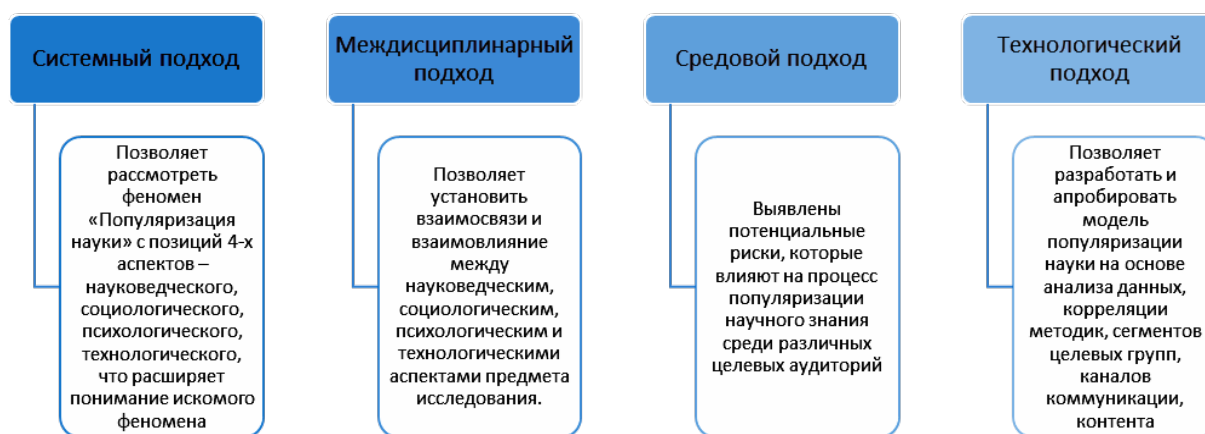 Системный подход
Позволяет
рассмотреть
феномен
«Популяризация
науки» с позиций 4-х
аспектов –
науковедческого,
социологического,
психологического,
технологического,
что расширяет
понимание искомого
феномена
Междисциплинарный
подход
Позволяет
установить
взаимосвязи и
взаимовлияние
между
науковедческим,
социологическим,
психологическим и
технологическими
аспектами предмета
исследования.
Средовой подход
Выявлены
потенциальные
риски, которые
влияют на процесс
популяризации
научного знания
среди различных
целевых аудиторий
Технологический
подход
Позволяет
разработать и
апробировать
модель
популяризации
науки на основе
анализа данных,
корреляции
методик, сегментов
целевых групп,
каналов
коммуникации,
контента